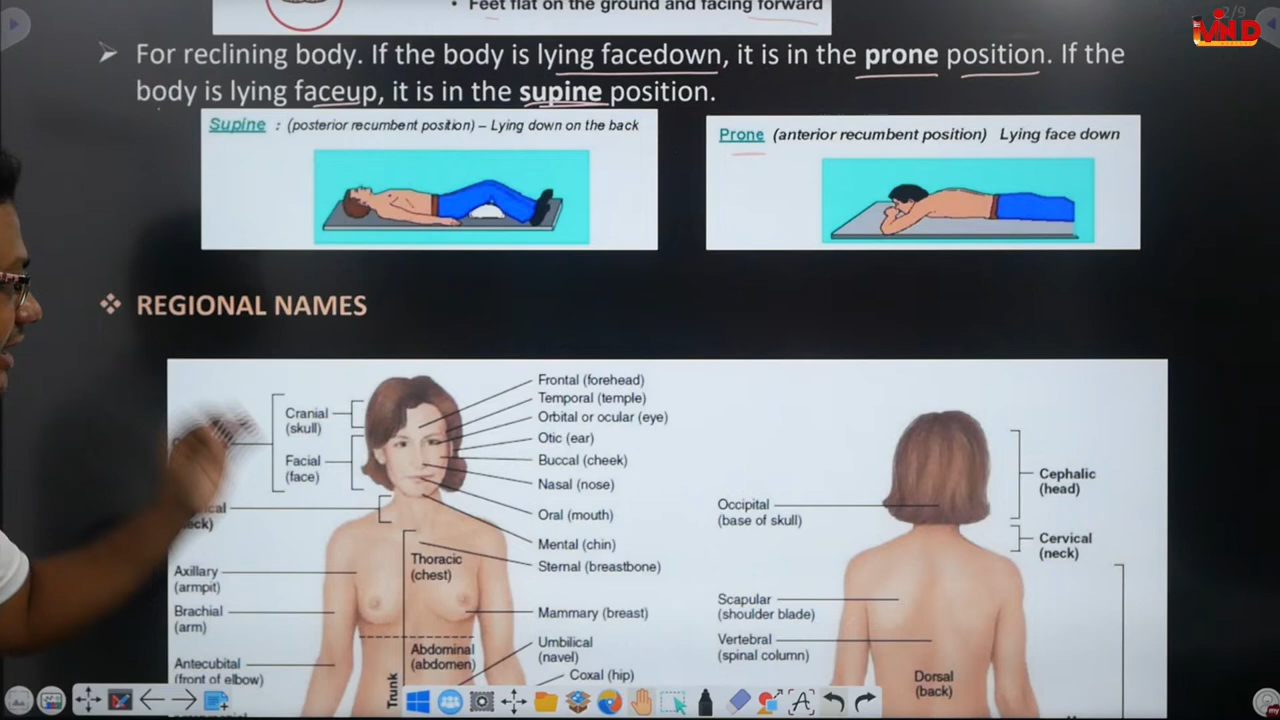 • Feet flat on the ground and facing forward
2/9
MIND
➢ For reclining body. If the body is lying facedown, it is in the prone position. If the
body is lying faceup, it is in the supine position.
Supine : (posterior recumbent position) – Lying down on the back
Prone (anterior recumbent position) Lying face down
❖ REGIONAL NAMES
Cranial
(skull)
Facial
(face)
Axillary
(armpit)
Brachial
(arm)
Antecubital
(front of elbow)
Frontal (forehead)
Temporal (temple)
Orbital or ocular (eye)
Otic (ear)
Buccal (cheek)
Nasal (nose)
Oral (mouth)
Mental (chin)
Sternal (breastbone)
Thoracic
(chest)
Mammary (breast)
Abdominal
(abdomen)
Umbilical
(navel)
Coxal (hip)
Trunk
Occipital
(base of skull)
Scapular
(shoulder blade)
Vertebral
(spinal column)
Dorsal
(back)
Cephalic
(head)
Cervical
(neck)